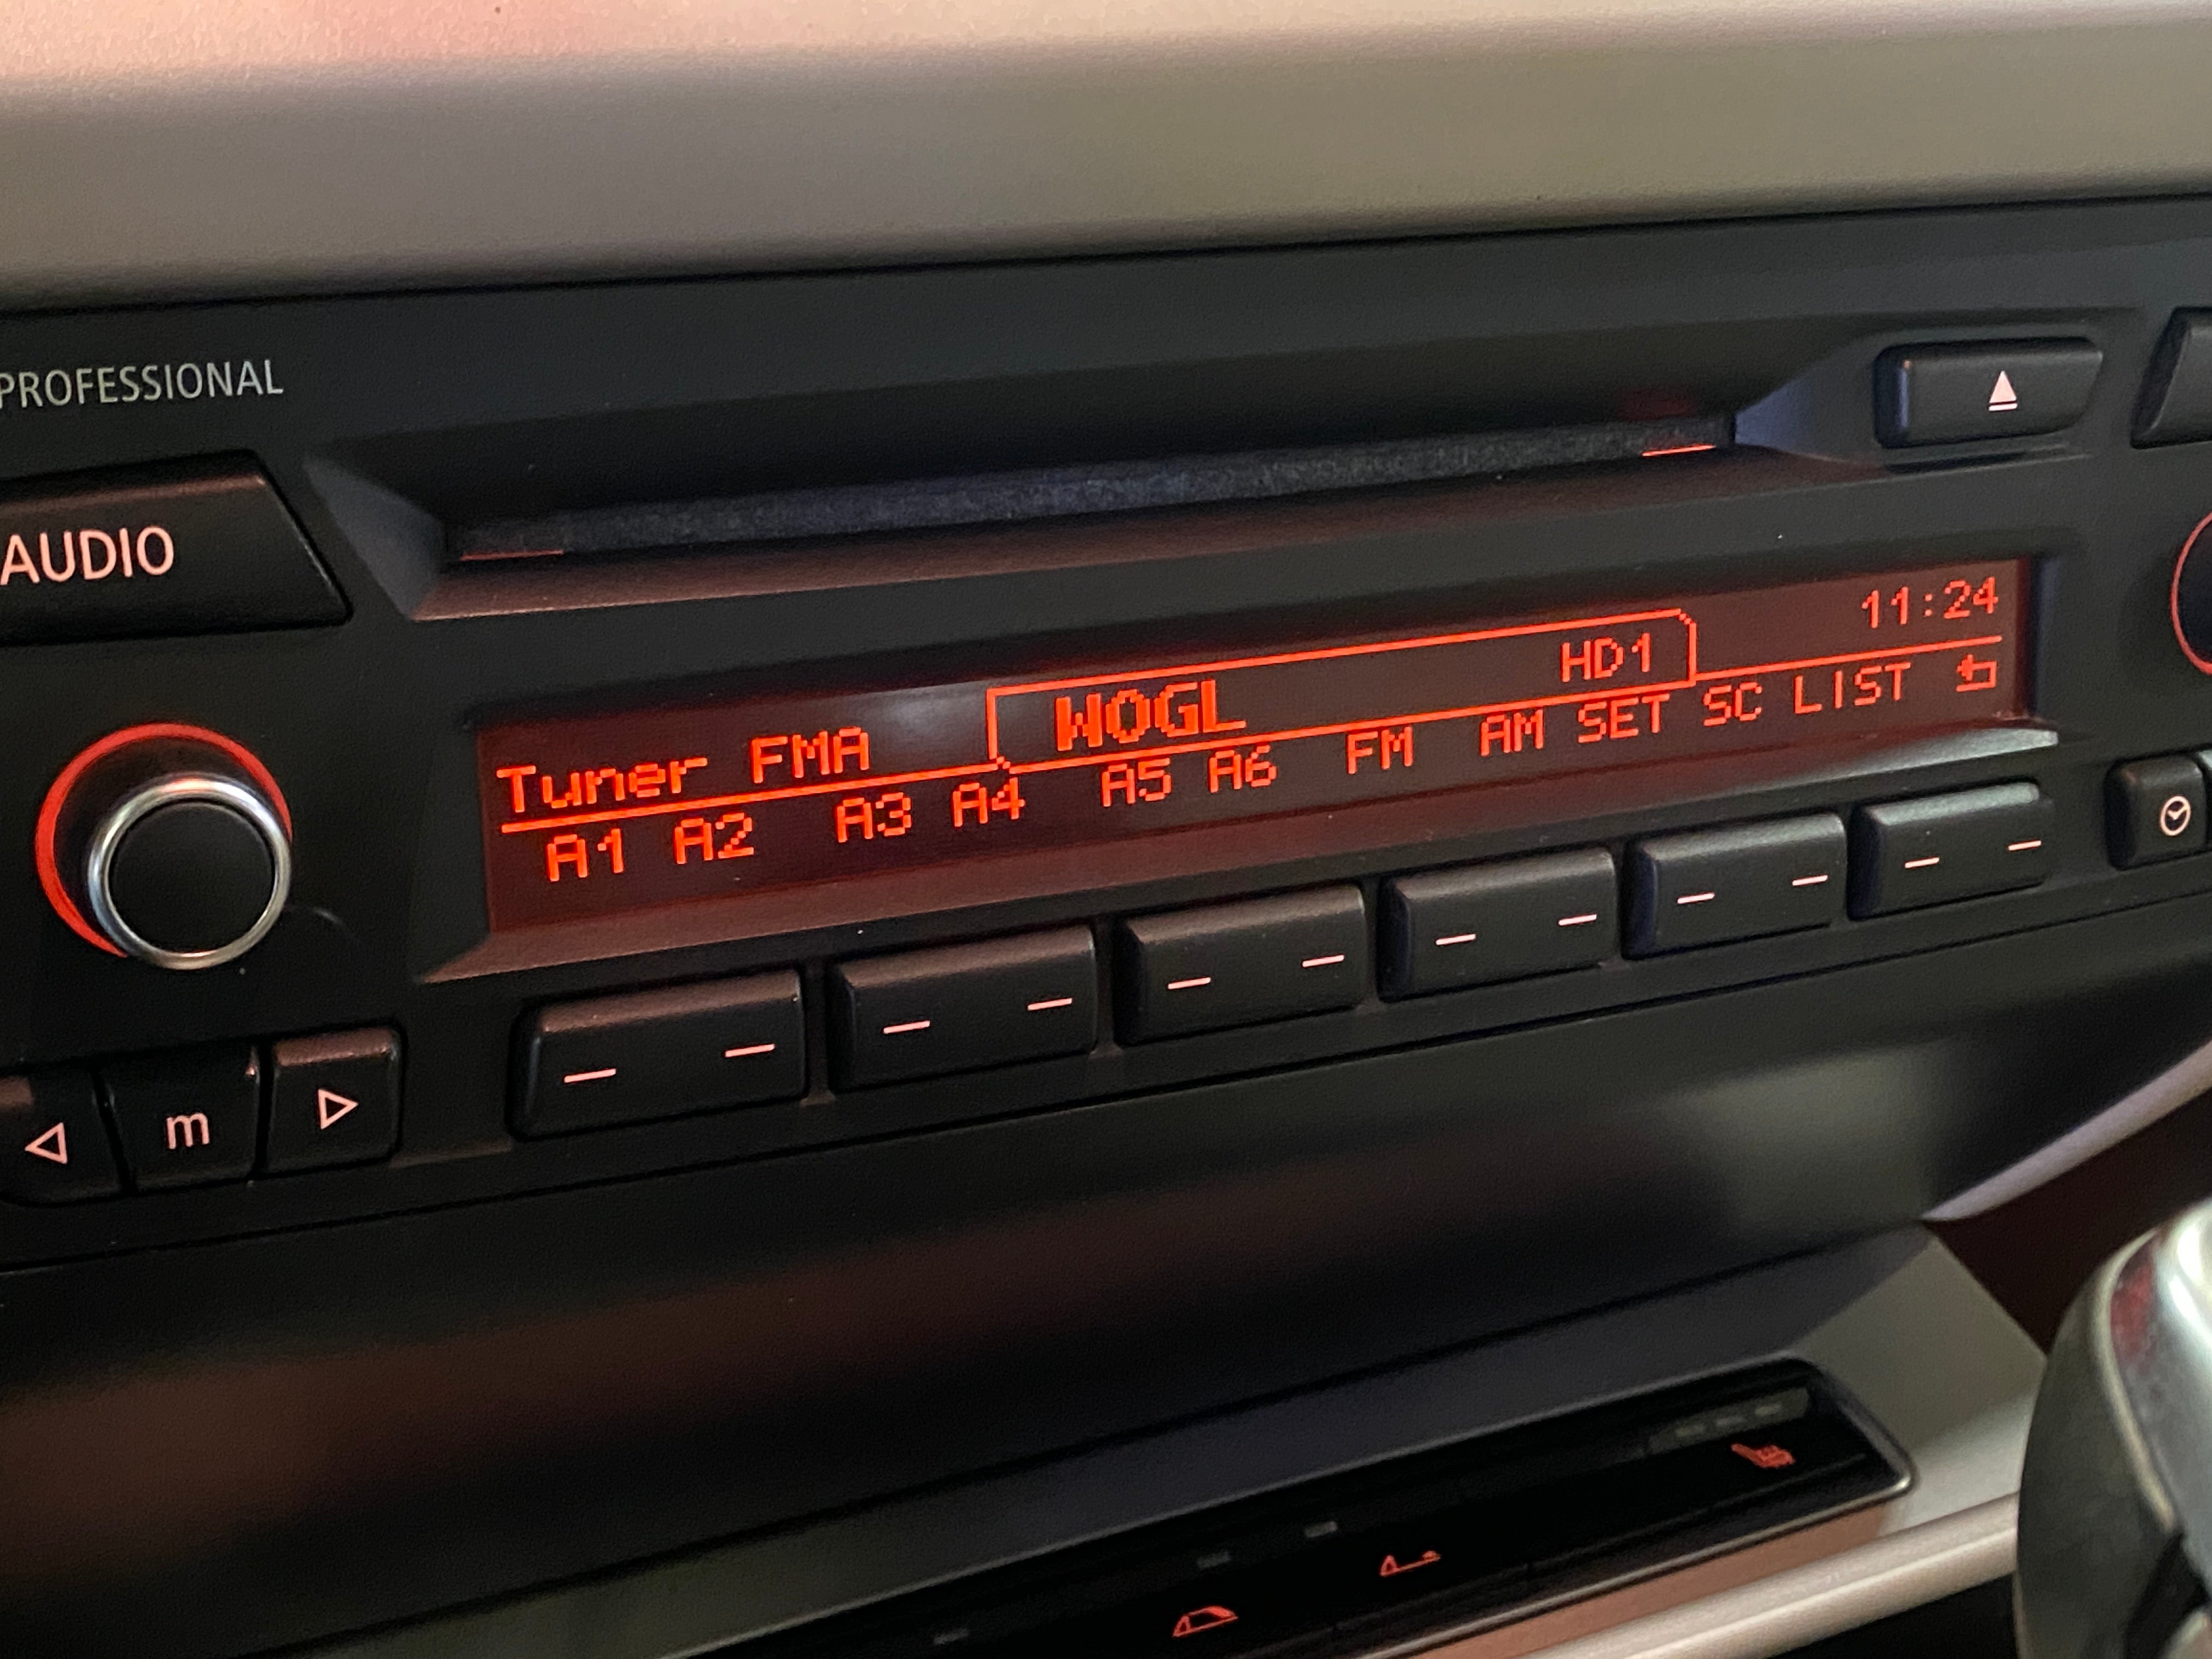 PROFESSIONAL
AUDIO
11:24
Tuner FMA WOGL HD1
A1 A2 A3 A4 A5 A6 FM AM SET SC LIST
m